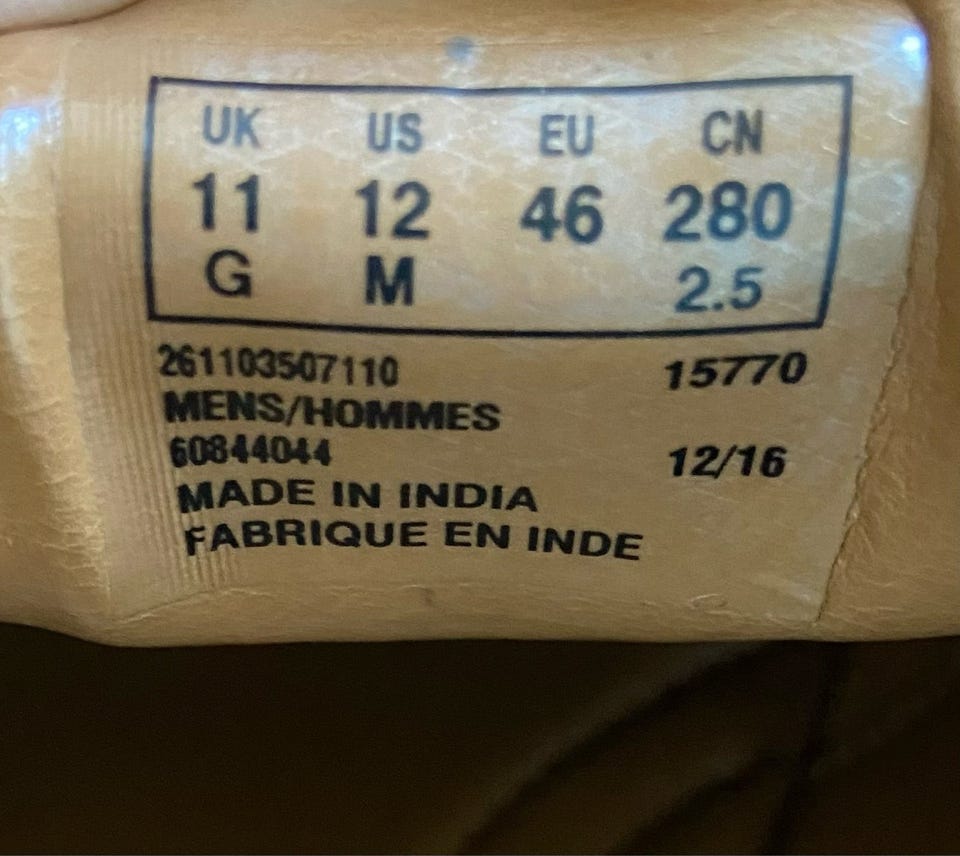 UK US EU CN
11 12 46 280
G M 2.5
261103507110 15770
MENS/HOMMES
60844044 12/16
MADE IN INDIA
FABRIQUE EN INDE